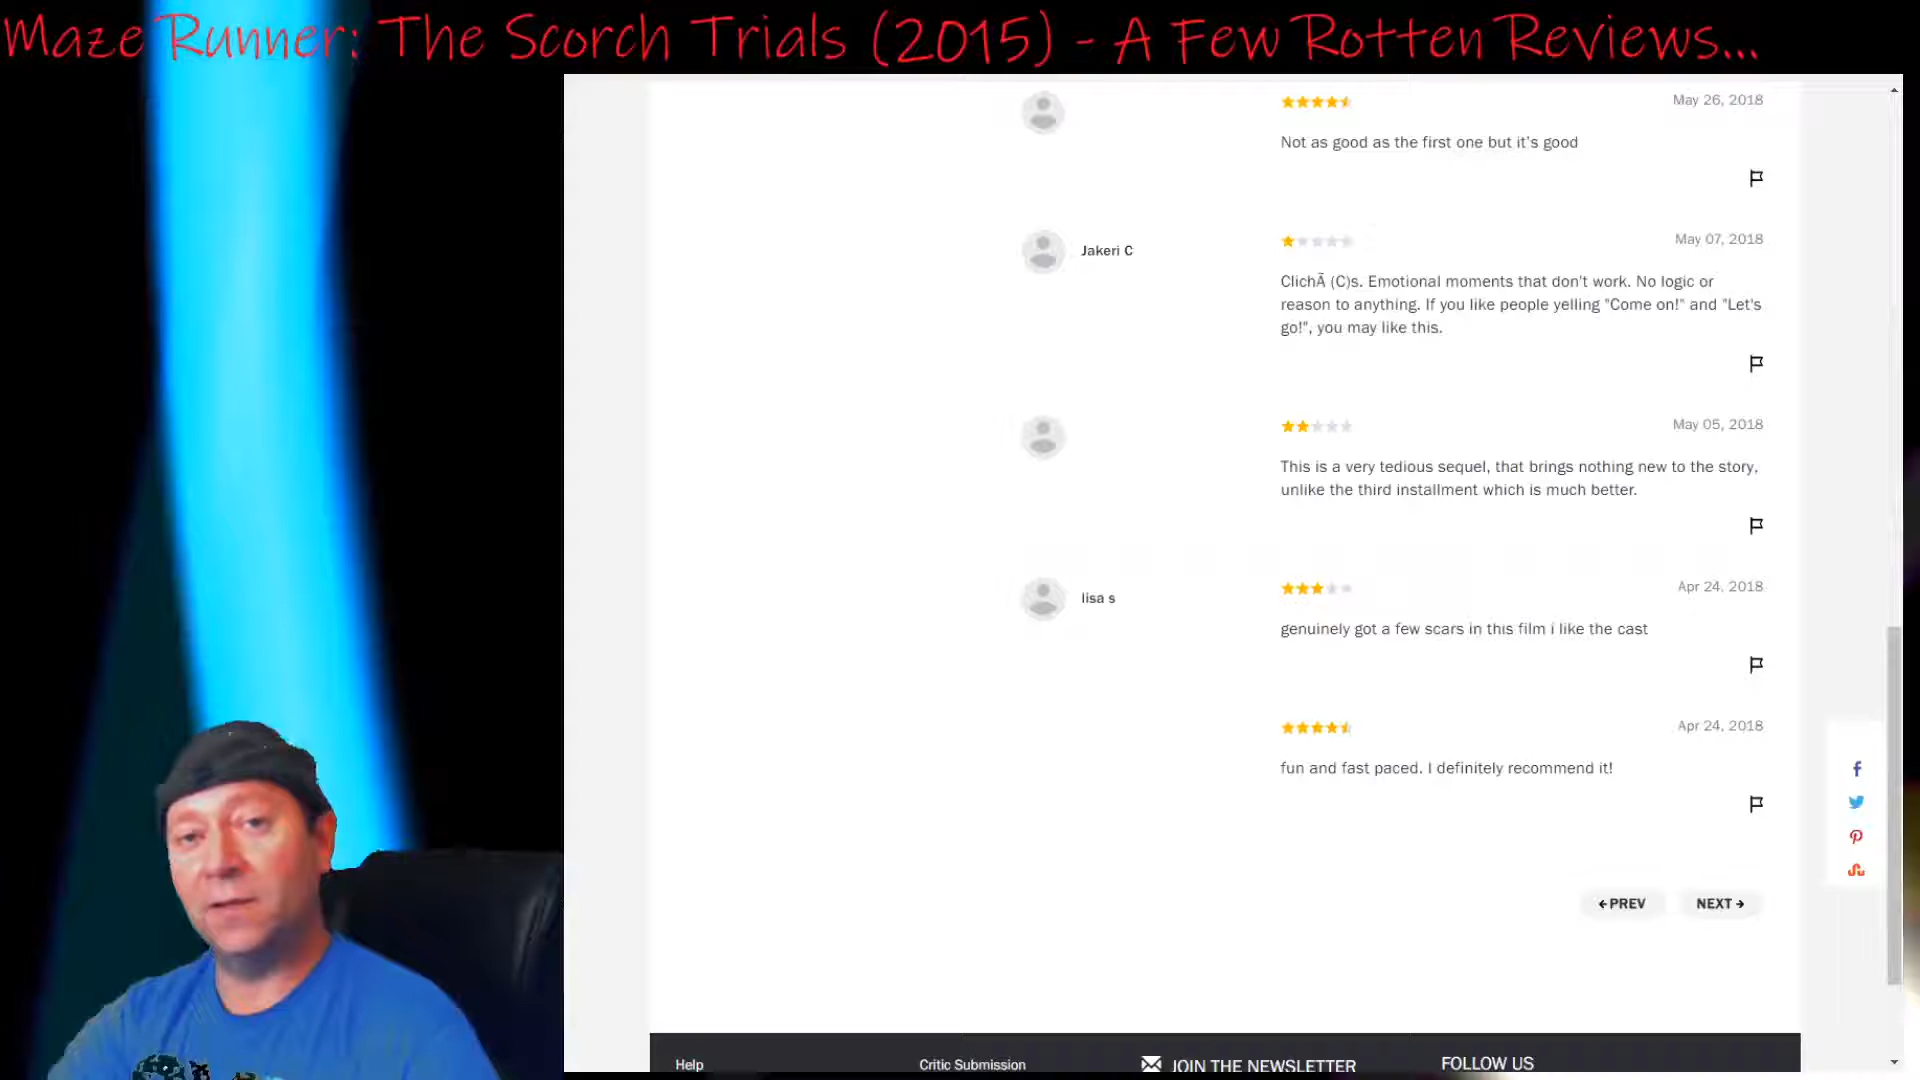 Maze Runner: The Scorch Trials (2015) - A Few Rotten Reviews...
May 26, 2018
Not as good as the first one but it's good
Jakeri C
May 07, 2018
ClichÃ (C)s. Emotional moments that don't work. No logic or
reason to anything. If you like people yelling "Come on!" and "Let's
go!", you may like this.
May 05, 2018
This is a very tedious sequel, that brings nothing new to the story,
unlike the third installment which is much better.
lisa s
Apr 24, 2018
genuinely got a few scars in this film i like the cast
Apr 24, 2018
fun and fast paced. I definitely recommend it!
PREV
NEXT
Help
Critic Submission
JOIN THE NEWSLETTER
FOLLOW US